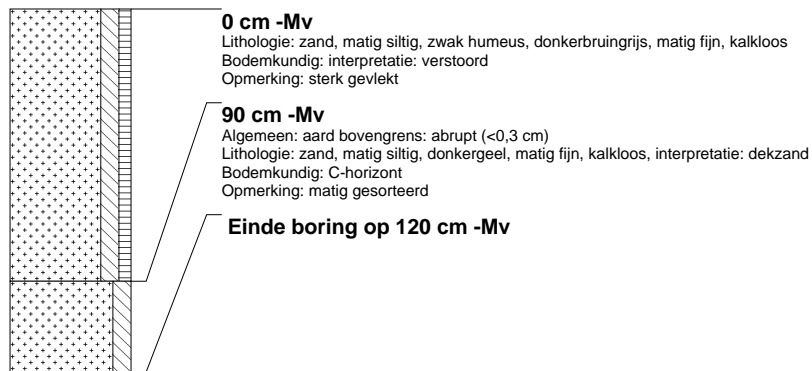 0 cm -Mv
Lithologie: zand, matig siltig, zwak humeus, donkerbruingrijs, matig fijn, kalkloos
Bodemkundig: interpretatie: verstoord
Opmerking: sterk gevlekt
90 cm -Mv
Algemeen: aard bovengrens: abrupt (<0,3 cm)
Lithologie: zand, matig siltig, donkergeel, matig fijn, kalkloos, interpretatie: dekzand
Bodemkundig: C-horizont
Opmerking: matig gesorteerd
Einde boring op 120 cm -Mv